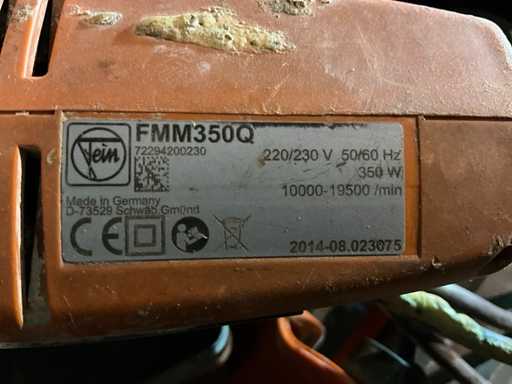 Fein
FMM350Q
72294200230
220/230 V 50/60 Hz
350 W
10000-19500 /min
Made in Germany
D-73529 Schwäb.Gmünd
CE
2014-08.023075